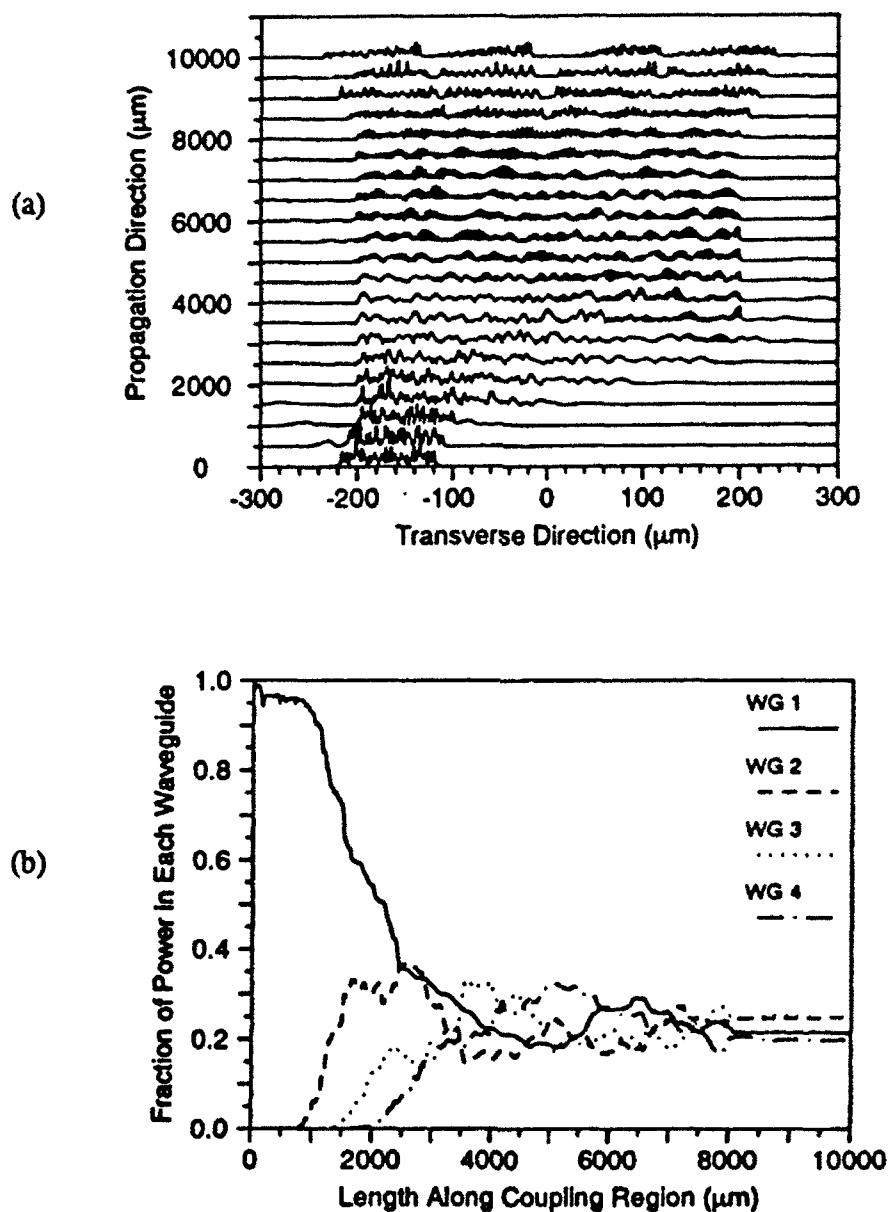 (a)
Propagation Direction (μm)
10000
8000
6000
4000
2000
0
-300
-200
-100
0
100
200
300
Transverse Direction (μm)
(b)
Fraction of Power in Each Waveguide
1.0
0.8
0.6
0.4
0.2
0.0
WG 1
WG 2
WG 3
WG 4
0
2000
4000
6000
8000
10000
Length Along Coupling Region (μm)